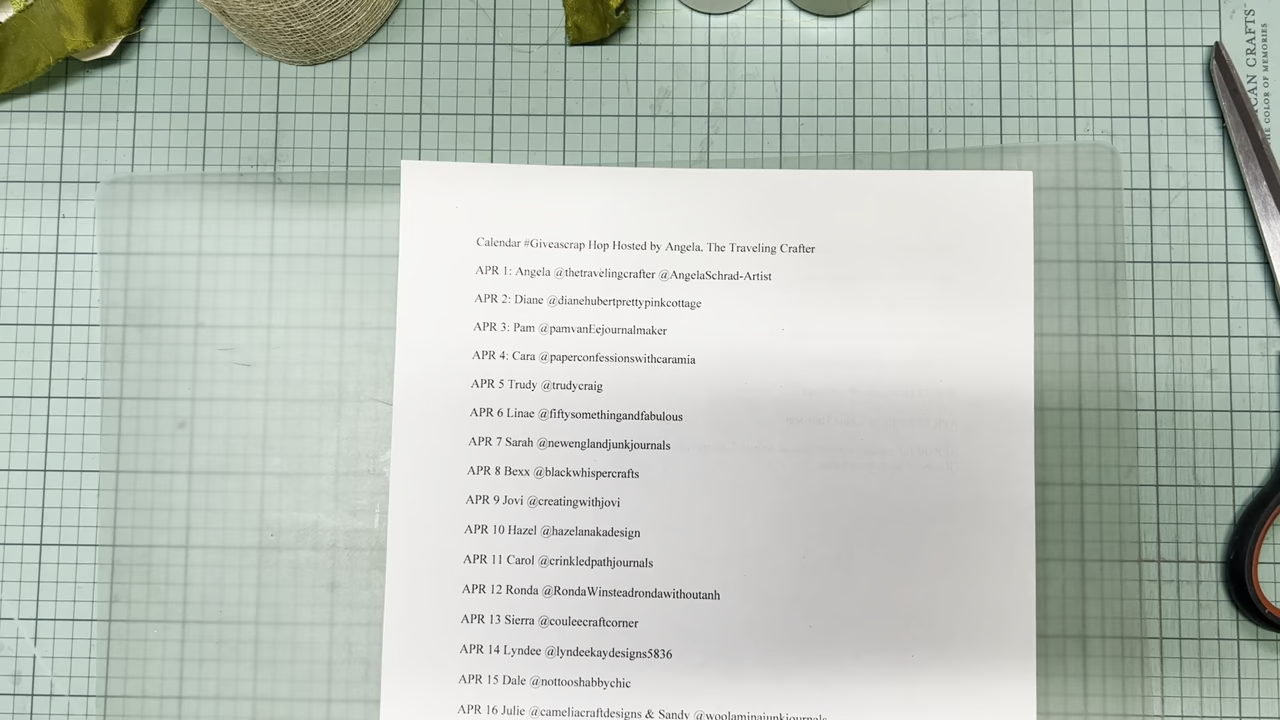 Calendar #Giveascrap Hop Hosted by Angela, The Traveling Crafter
APR 1: Angela @thetravelingcrafter @AngelaSchrad-Artist
APR 2: Diane @dianehubertprettypinkcottage
APR 3: Pam @pamvanEejournalmaker
APR 4: Cara @paperconfessionswithcaramia
APR 5 Trudy @trudycraig
APR 6 Linae @fiftysomethingandfabulous
APR 7 Sarah @newenglandjunkjournals
APR 8 Bexx @blackwhispercrafts
APR 9 Jovi @creatingwithjovi
APR 10 Hazel @hazelanakadesign
APR 11 Carol @crinkledpathjournals
APR 12 Ronda @RondaWinsteadrondawithoutanh
APR 13 Sierra @couleecraftcorner
APR 14 Lyndee @lyndeekaydesigns5836
APR 15 Dale @nottooshabbychic
APR 16 Julie @cameliacraftdesigns & Sandy @woolaminajunkjournals
CAN CRAFTS
THE COLOR OF MEMORIES